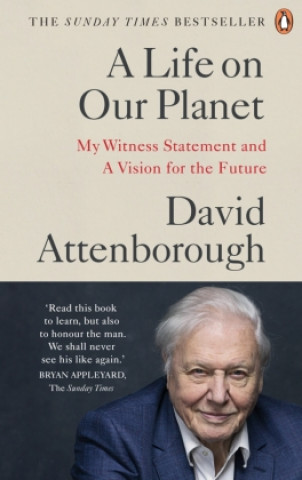 THE SUNDAY TIMES BESTSELLER
A Life on
Our Planet
My Witness Statement and
A Vision for the Future
David
Attenborough
‘Read this book
to learn, but also
to honour the man.
We shall never
see his like again.’
BRYAN APPLEYARD,
The Sunday Times